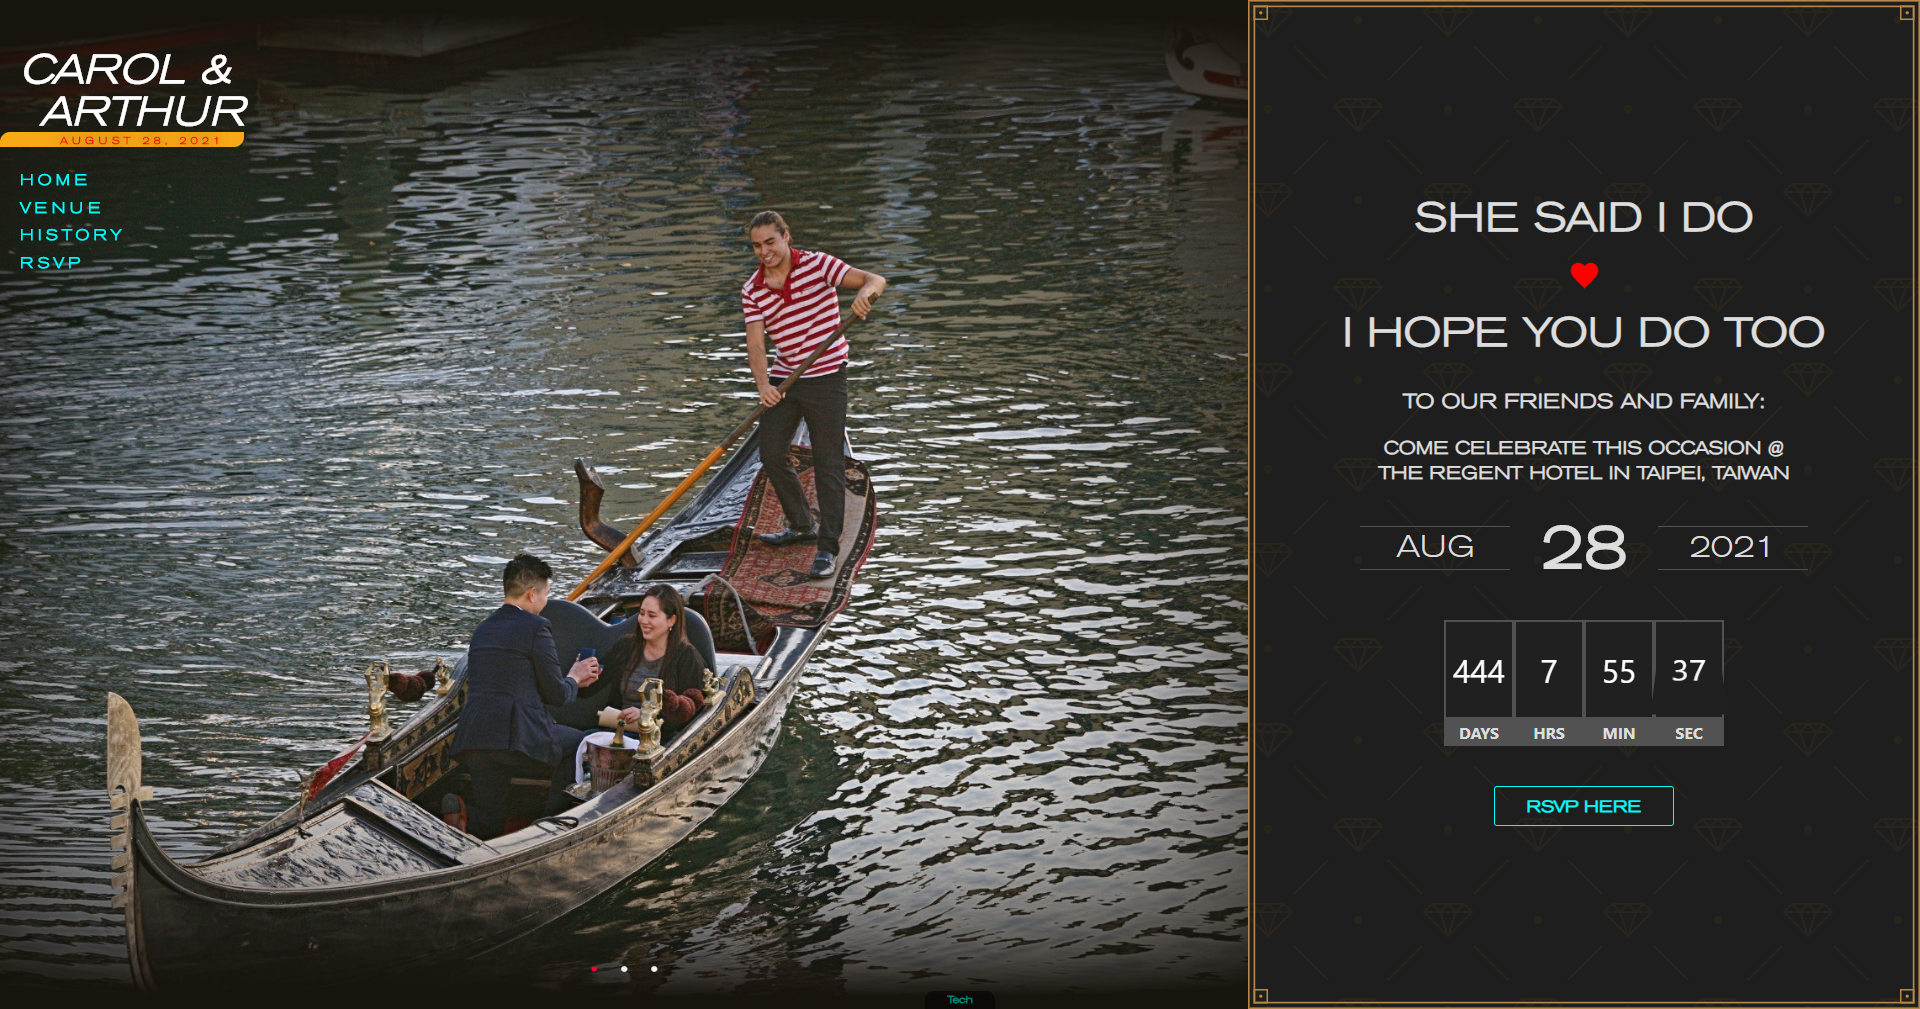 CAROL &
ARTHUR
AUGUST 28, 2021
HOME
VENUE
HISTORY
RSVP
SHE SAID I DO
I HOPE YOU DO TOO
TO OUR FRIENDS AND FAMILY:
COME CELEBRATE THIS OCCASION @
THE REGENT HOTEL IN TAIPEI, TAIWAN
AUG 28 2021
444 7 55 37
DAYS HRS MIN SEC
RSVP HERE
Tech